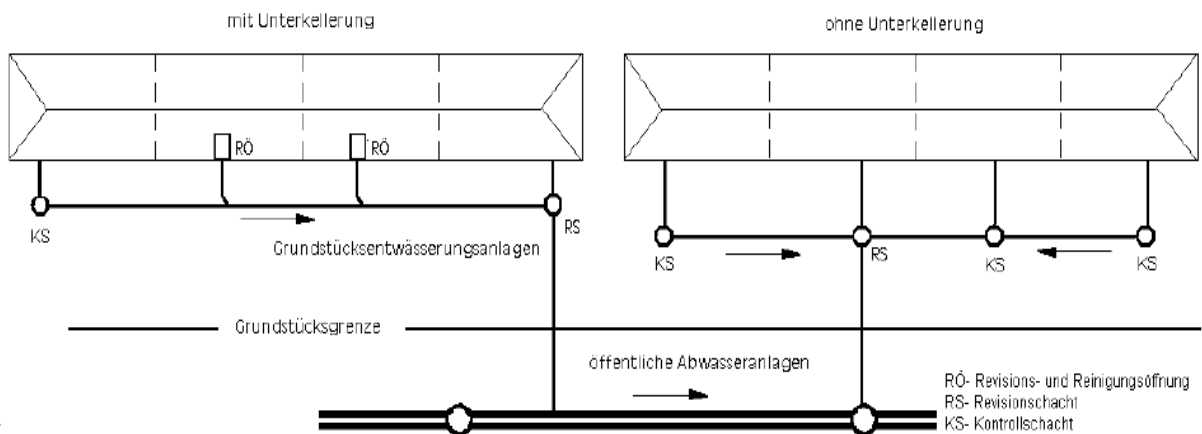 mit Unterkellerung
ohne Unterkellerung
RÖ
RÖ
KS
RS
Grundstücksentwässerungsanlagen
KS
RS
KS
KS
Grundstücksgrenze
öffentliche Abwasseranlagen
RÖ- Revisions- und Reinigungsöffnung
RS- Revisionschacht
KS- Kontrollschacht